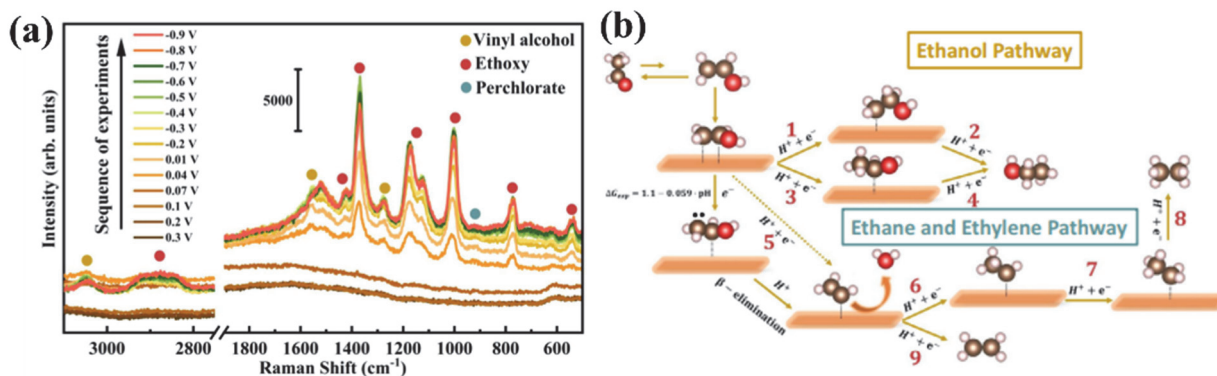 (a)
Sequence of experiments
-0.9 V
-0.8 V
-0.7 V
-0.6 V
-0.5 V
-0.4 V
-0.3 V
-0.2 V
0.01 V
0.04 V
0.07 V
0.1 V
0.2 V
0.3 V
5000
Vinyl alcohol
Ethoxy
Perchlorate
Intensity (arb. units)
3000 2800 1800 1600 1400 1200 1000 800 600
Raman Shift (cm⁻¹)
(b)
Ethanol Pathway
1
H⁺ + e⁻
2
H⁺ + e⁻
3
H⁺ + e⁻
4
H⁺ + e⁻
ΔG_exp = 1.1 − 0.059 · pH
e⁻
Ethane and Ethylene Pathway
5
H⁺ + e⁻
H⁺
β − elimination
6
H⁺ + e⁻
7
H⁺ + e⁻
8
H⁺ + e⁻
9
H⁺ + e⁻